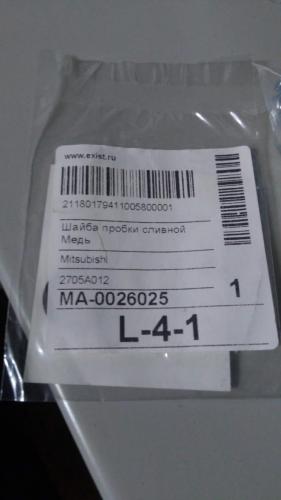 www.exist.ru
21180179411005800001
Шайба пробки сливной
Медь
Mitsubishi
2705A012
MA-0026025
1
L-4-1